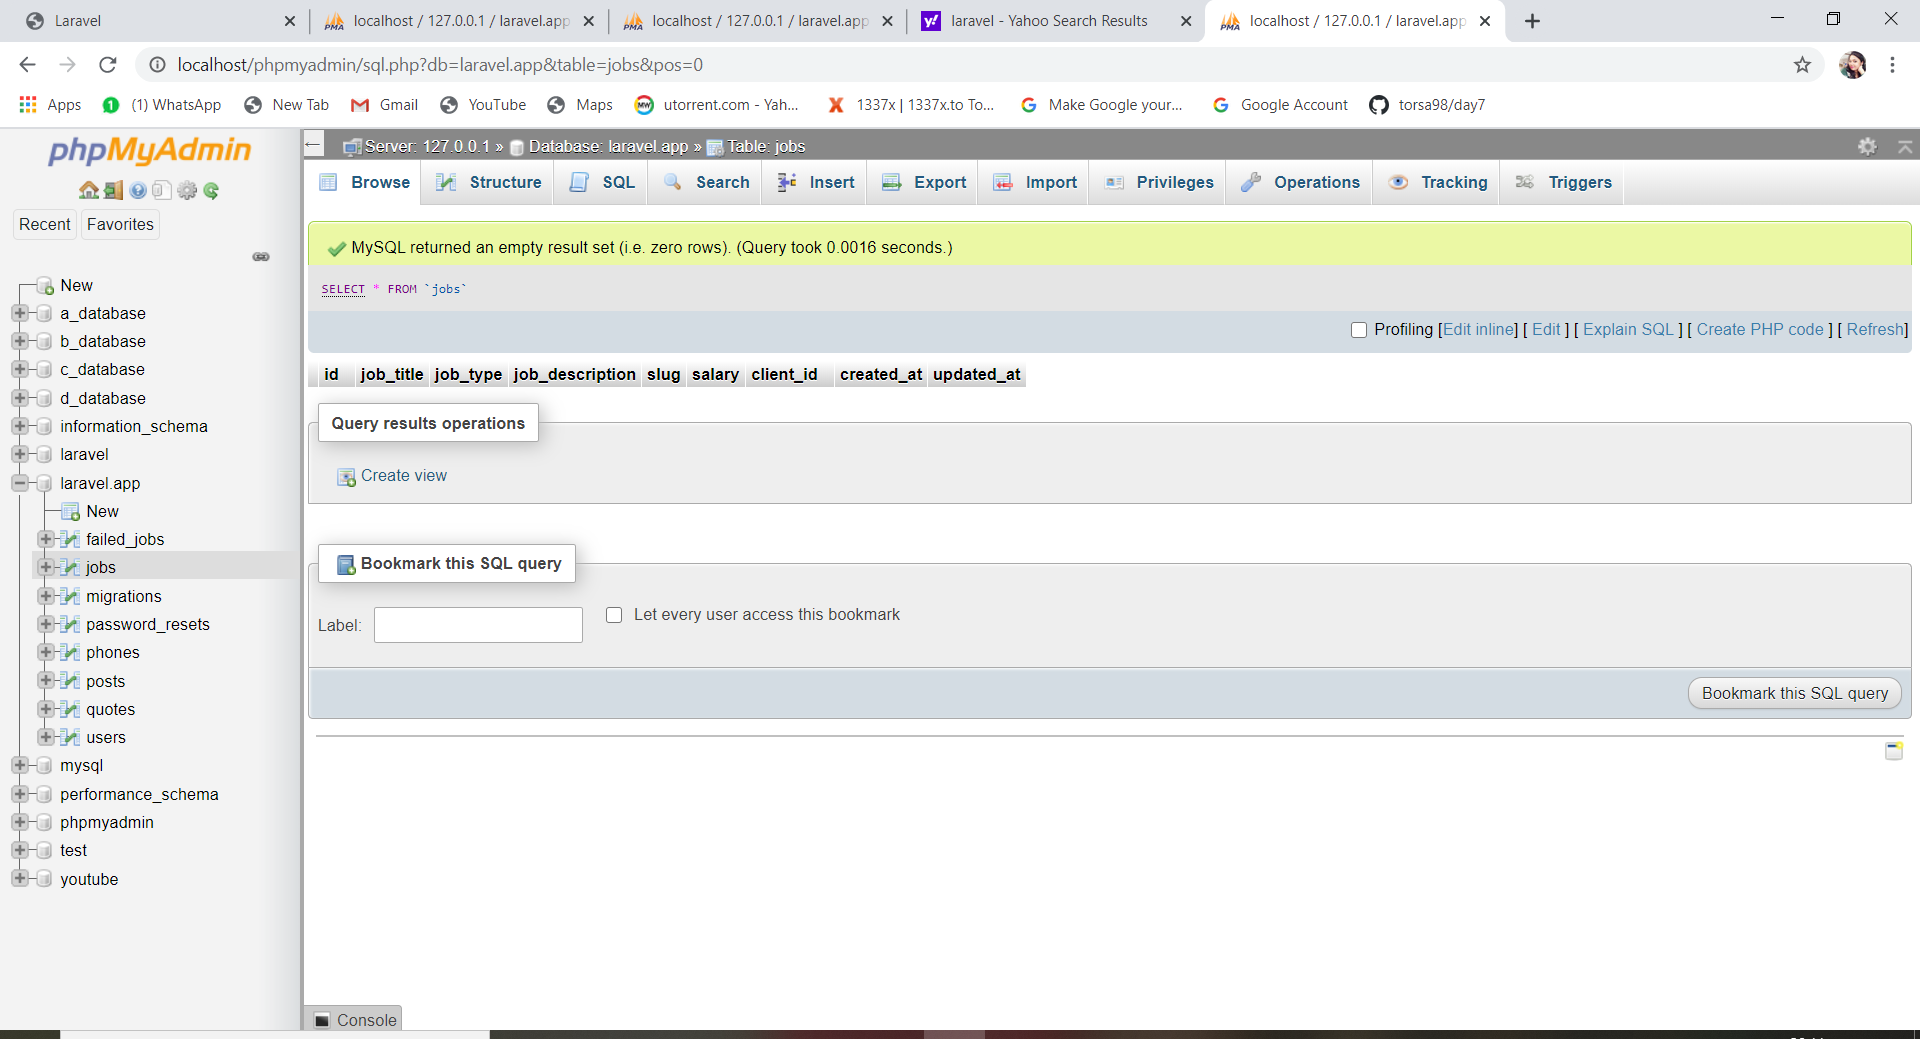 Laravel
localhost / 127.0.0.1 / laravel.app
localhost / 127.0.0.1 / laravel.app
laravel - Yahoo Search Results
localhost / 127.0.0.1 / laravel.app
localhost/phpmyadmin/sql.php?db=laravel.app&table=jobs&pos=0
Apps (1) WhatsApp New Tab Gmail YouTube Maps utorrent.com - Yah... 1337x | 1337x.to To... Make Google your... Google Account torsa98/day7
phpMyAdmin
Recent Favorites
New
a_database
b_database
c_database
d_database
information_schema
laravel
laravel.app
New
failed_jobs
jobs
migrations
password_resets
phones
posts
quotes
users
mysql
performance_schema
phpmyadmin
test
youtube
Server: 127.0.0.1 » Database: laravel.app » Table: jobs
Browse Structure SQL Search Insert Export Import Privileges Operations Tracking Triggers
MySQL returned an empty result set (i.e. zero rows). (Query took 0.0016 seconds.)
SELECT * FROM `jobs`
Profiling [Edit inline] [ Edit ] [ Explain SQL ] [ Create PHP code ] [ Refresh]
id job_title job_type job_description slug salary client_id created_at updated_at
Query results operations
Create view
Bookmark this SQL query
Label: Let every user access this bookmark
Bookmark this SQL query
Console